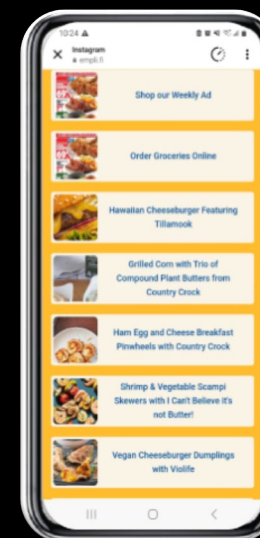 10:24
Instagram
empli.fi
Shop our Weekly Ad
Order Groceries Online
Hawaiian Cheeseburger Featuring
Tillamook
Grilled Corn with Trio of
Compound Plant Butters from
Country Crock
Ham Egg and Cheese Breakfast
Pinwheels with Country Crock
Shrimp & Vegetable Scampi
Skewers with I Can't Believe it's
not Butter!
Vegan Cheeseburger Dumplings
with Violife